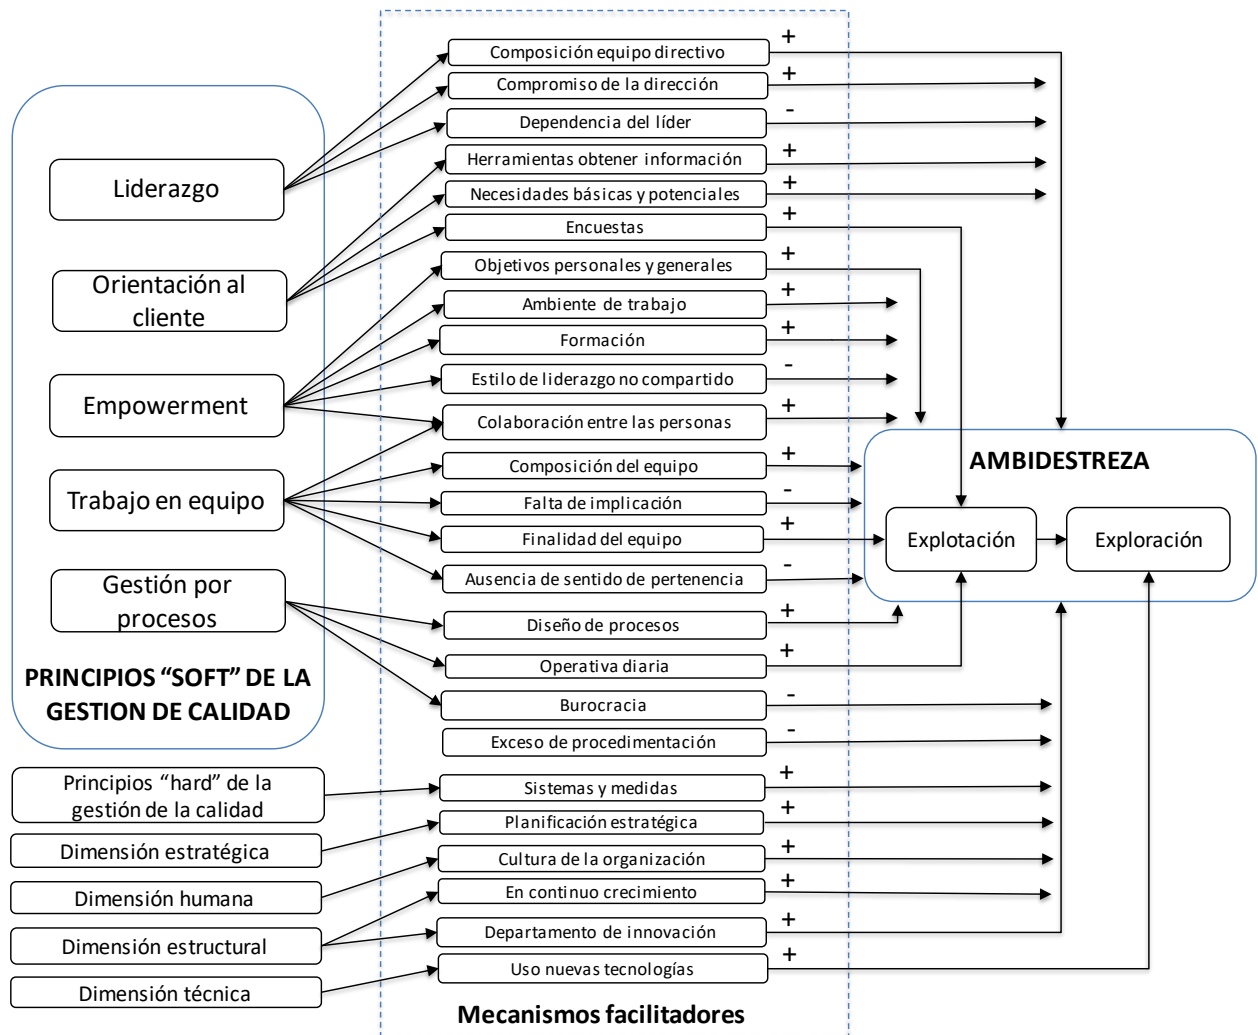 Liderazgo
Orientación al
cliente
Empowerment
Trabajo en equipo
Gestión por
procesos
PRINCIPIOS “SOFT” DE LA
GESTION DE CALIDAD
Principios “hard” de la
gestión de la calidad
Dimensión estratégica
Dimensión humana
Dimensión estructural
Dimensión técnica
Composición equipo directivo
+
Compromiso de la dirección
+
Dependencia del líder
-
Herramientas obtener información
+
Necesidades básicas y potenciales
+
Encuestas
+
Objetivos personales y generales
+
Ambiente de trabajo
+
Formación
+
Estilo de liderazgo no compartido
-
Colaboración entre las personas
+
Composición del equipo
+
Falta de implicación
-
Finalidad del equipo
+
Ausencia de sentido de pertenencia
-
Diseño de procesos
+
Operativa diaria
+
Burocracia
-
Exceso de procedimentación
-
Sistemas y medidas
+
Planificación estratégica
+
Cultura de la organización
+
En continuo crecimiento
+
Departamento de innovación
+
Uso nuevas tecnologías
+
Mecanismos facilitadores
AMBIDESTREZA
Explotación
Exploración